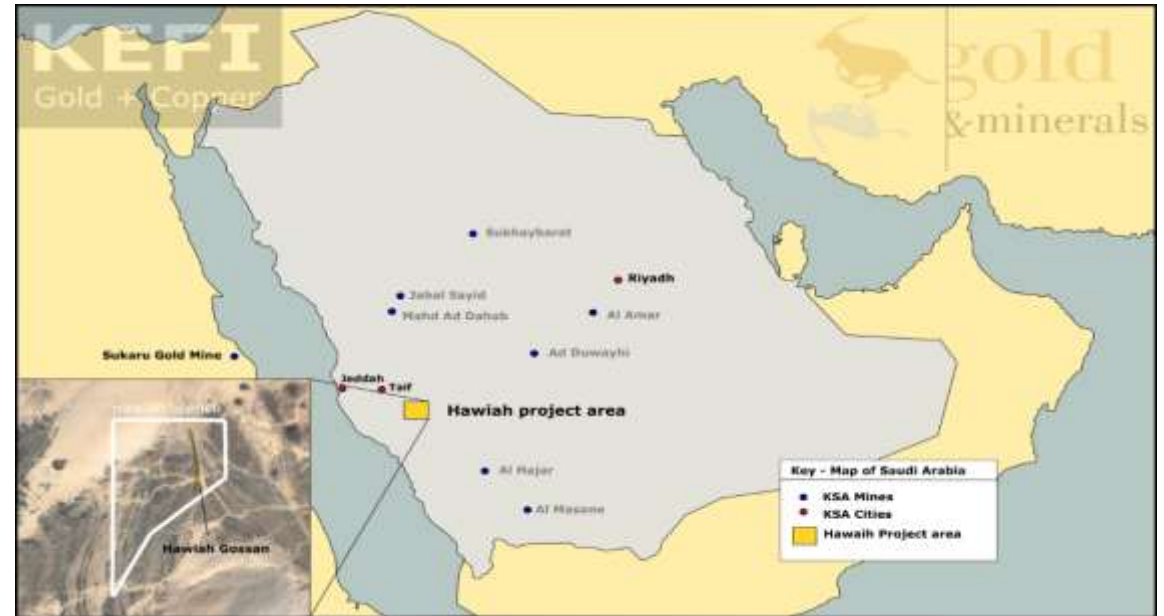 KEFI
Gold + Copper
gold
&-minerals
Sukhaybarat
Riyadh
Jabal Sayid
Mahd Ad Dahab
Al Amar
Sukaru Gold Mine
Ad Duwayhi
Jeddah
Taif
Hawiah project area
Al Hajar
Al Masane
Hawiah Gossan
Key - Map of Saudi Arabia
KSA Mines
KSA Cities
Hawaih Project area